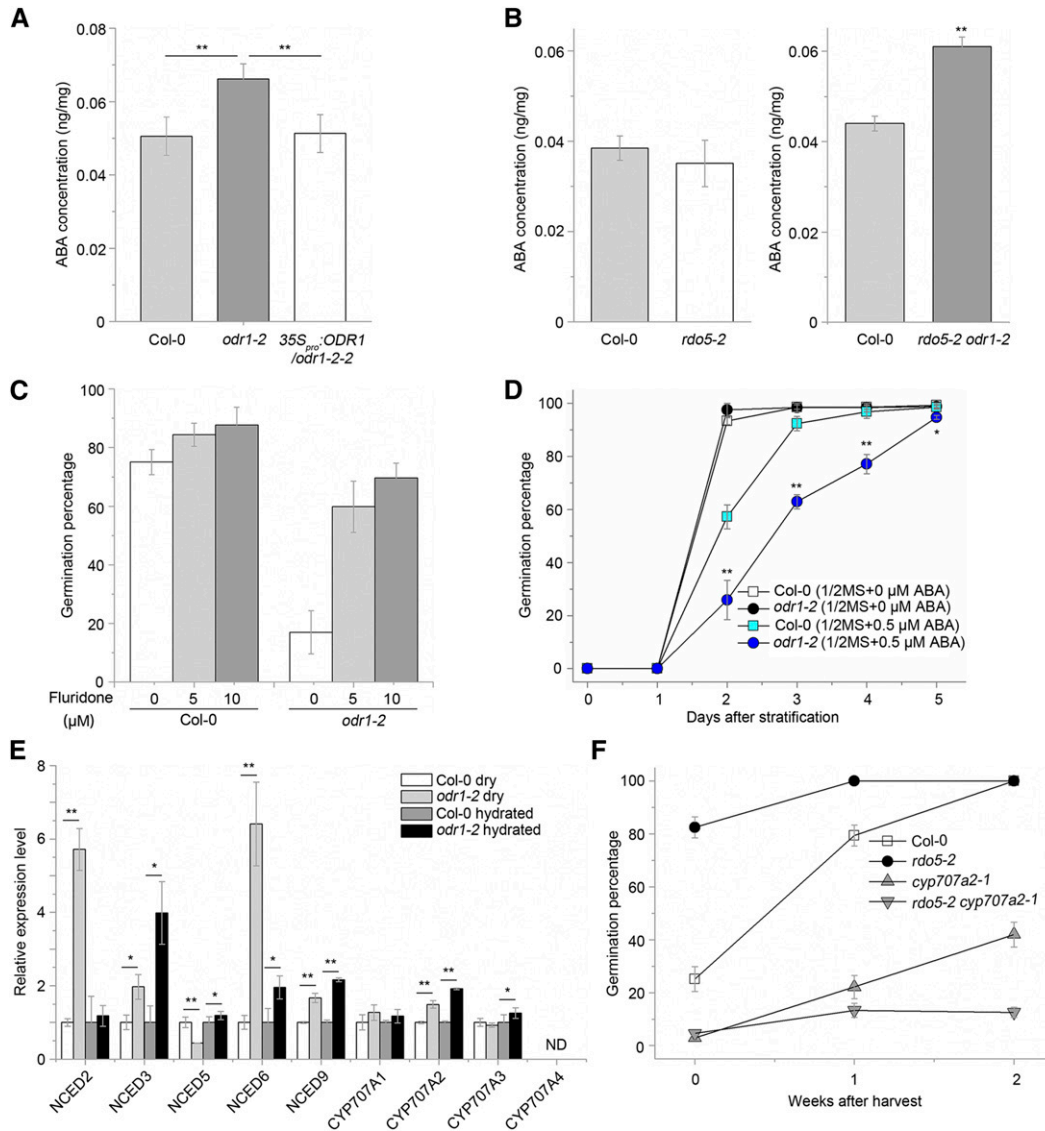 A
ABA concentration (ng/mg)
0.08
0.06
0.04
0.02
0
**
**
Col-0
odr1-2
35Spro:ODR1
/odr1-2-2
B
ABA concentration (ng/mg)
0.06
0.04
0.02
0
Col-0
rdo5-2
ABA concentration (ng/mg)
0.06
0.04
0.02
0
**
Col-0
rdo5-2 odr1-2
C
Germination percentage
100
80
60
40
20
0
Fluridone
(µM)
0 5 10
Col-0
0 5 10
odr1-2
D
Germination percentage
100
80
60
40
20
0
**
**
**
*
Col-0 (1/2MS+0 µM ABA)
odr1-2 (1/2MS+0 µM ABA)
Col-0 (1/2MS+0.5 µM ABA)
odr1-2 (1/2MS+0.5 µM ABA)
0 1 2 3 4 5
Days after stratification
E
Relative expression level
8
6
4
2
0
Col-0 dry
odr1-2 dry
Col-0 hydrated
odr1-2 hydrated
**
* *
** *
** *
** **
** **
*
ND
NCED2
NCED3
NCED5
NCED6
NCED9
CYP707A1
CYP707A2
CYP707A3
CYP707A4
F
Germination percentage
100
80
60
40
20
0
Col-0
rdo5-2
cyp707a2-1
rdo5-2 cyp707a2-1
0 1 2
Weeks after harvest